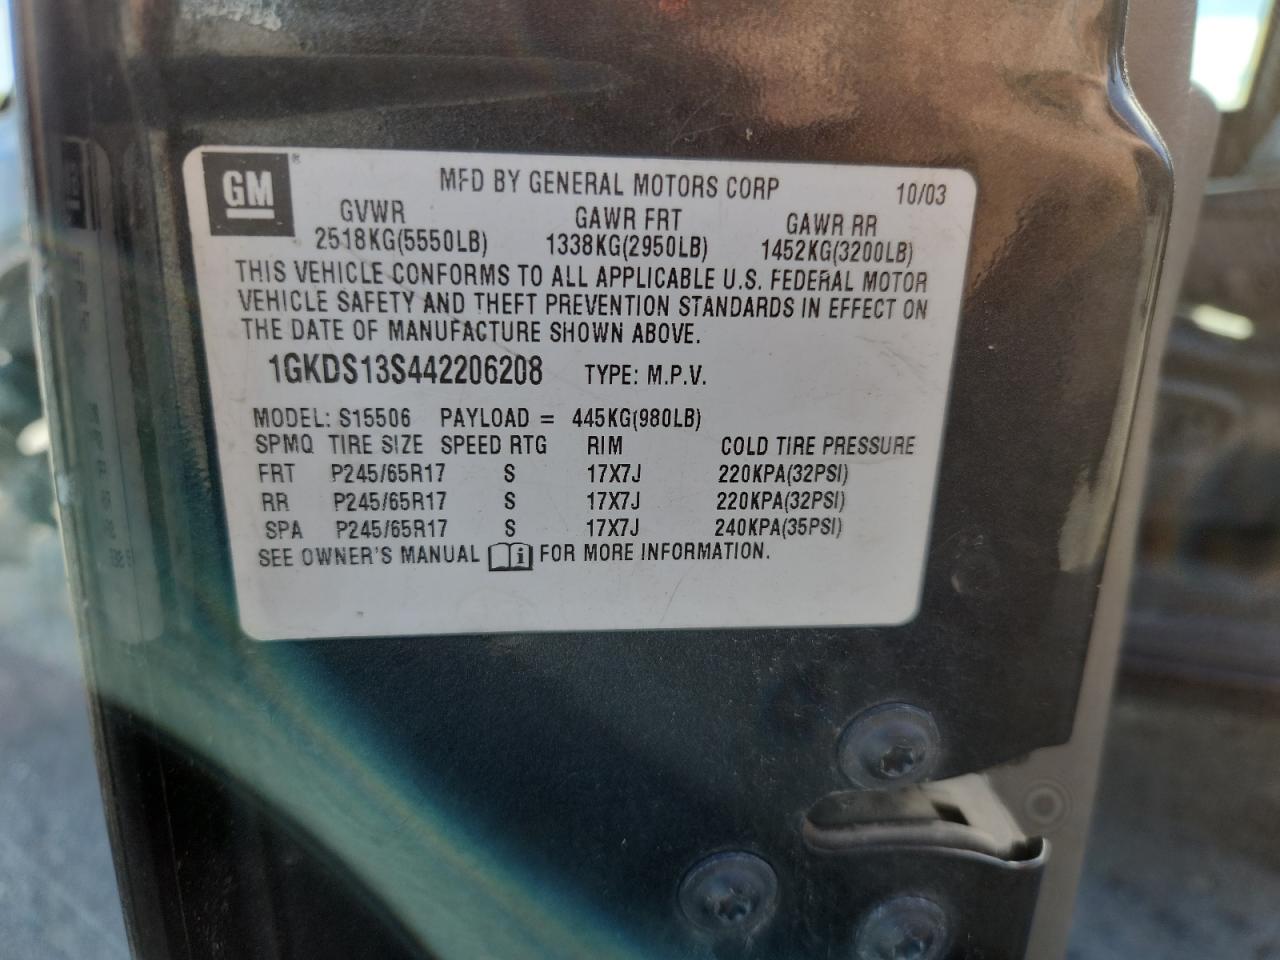 GM® MFD BY GENERAL MOTORS CORP 10/03
GVWR GAWR FRT GAWR RR
2518KG(5550LB) 1338KG(2950LB) 1452KG(3200LB)
THIS VEHICLE CONFORMS TO ALL APPLICABLE U.S. FEDERAL MOTOR
VEHICLE SAFETY AND THEFT PREVENTION STANDARDS IN EFFECT ON
THE DATE OF MANUFACTURE SHOWN ABOVE.
1GKDS13S442206208 TYPE: M.P.V.
MODEL: S15506 PAYLOAD = 445KG(980LB)
SPMQ TIRE SIZE SPEED RTG RIM COLD TIRE PRESSURE
FRT P245/65R17 S 17X7J 220KPA(32PSI)
RR P245/65R17 S 17X7J 220KPA(32PSI)
SPA P245/65R17 S 17X7J 240KPA(35PSI)
SEE OWNER'S MANUAL i FOR MORE INFORMATION.